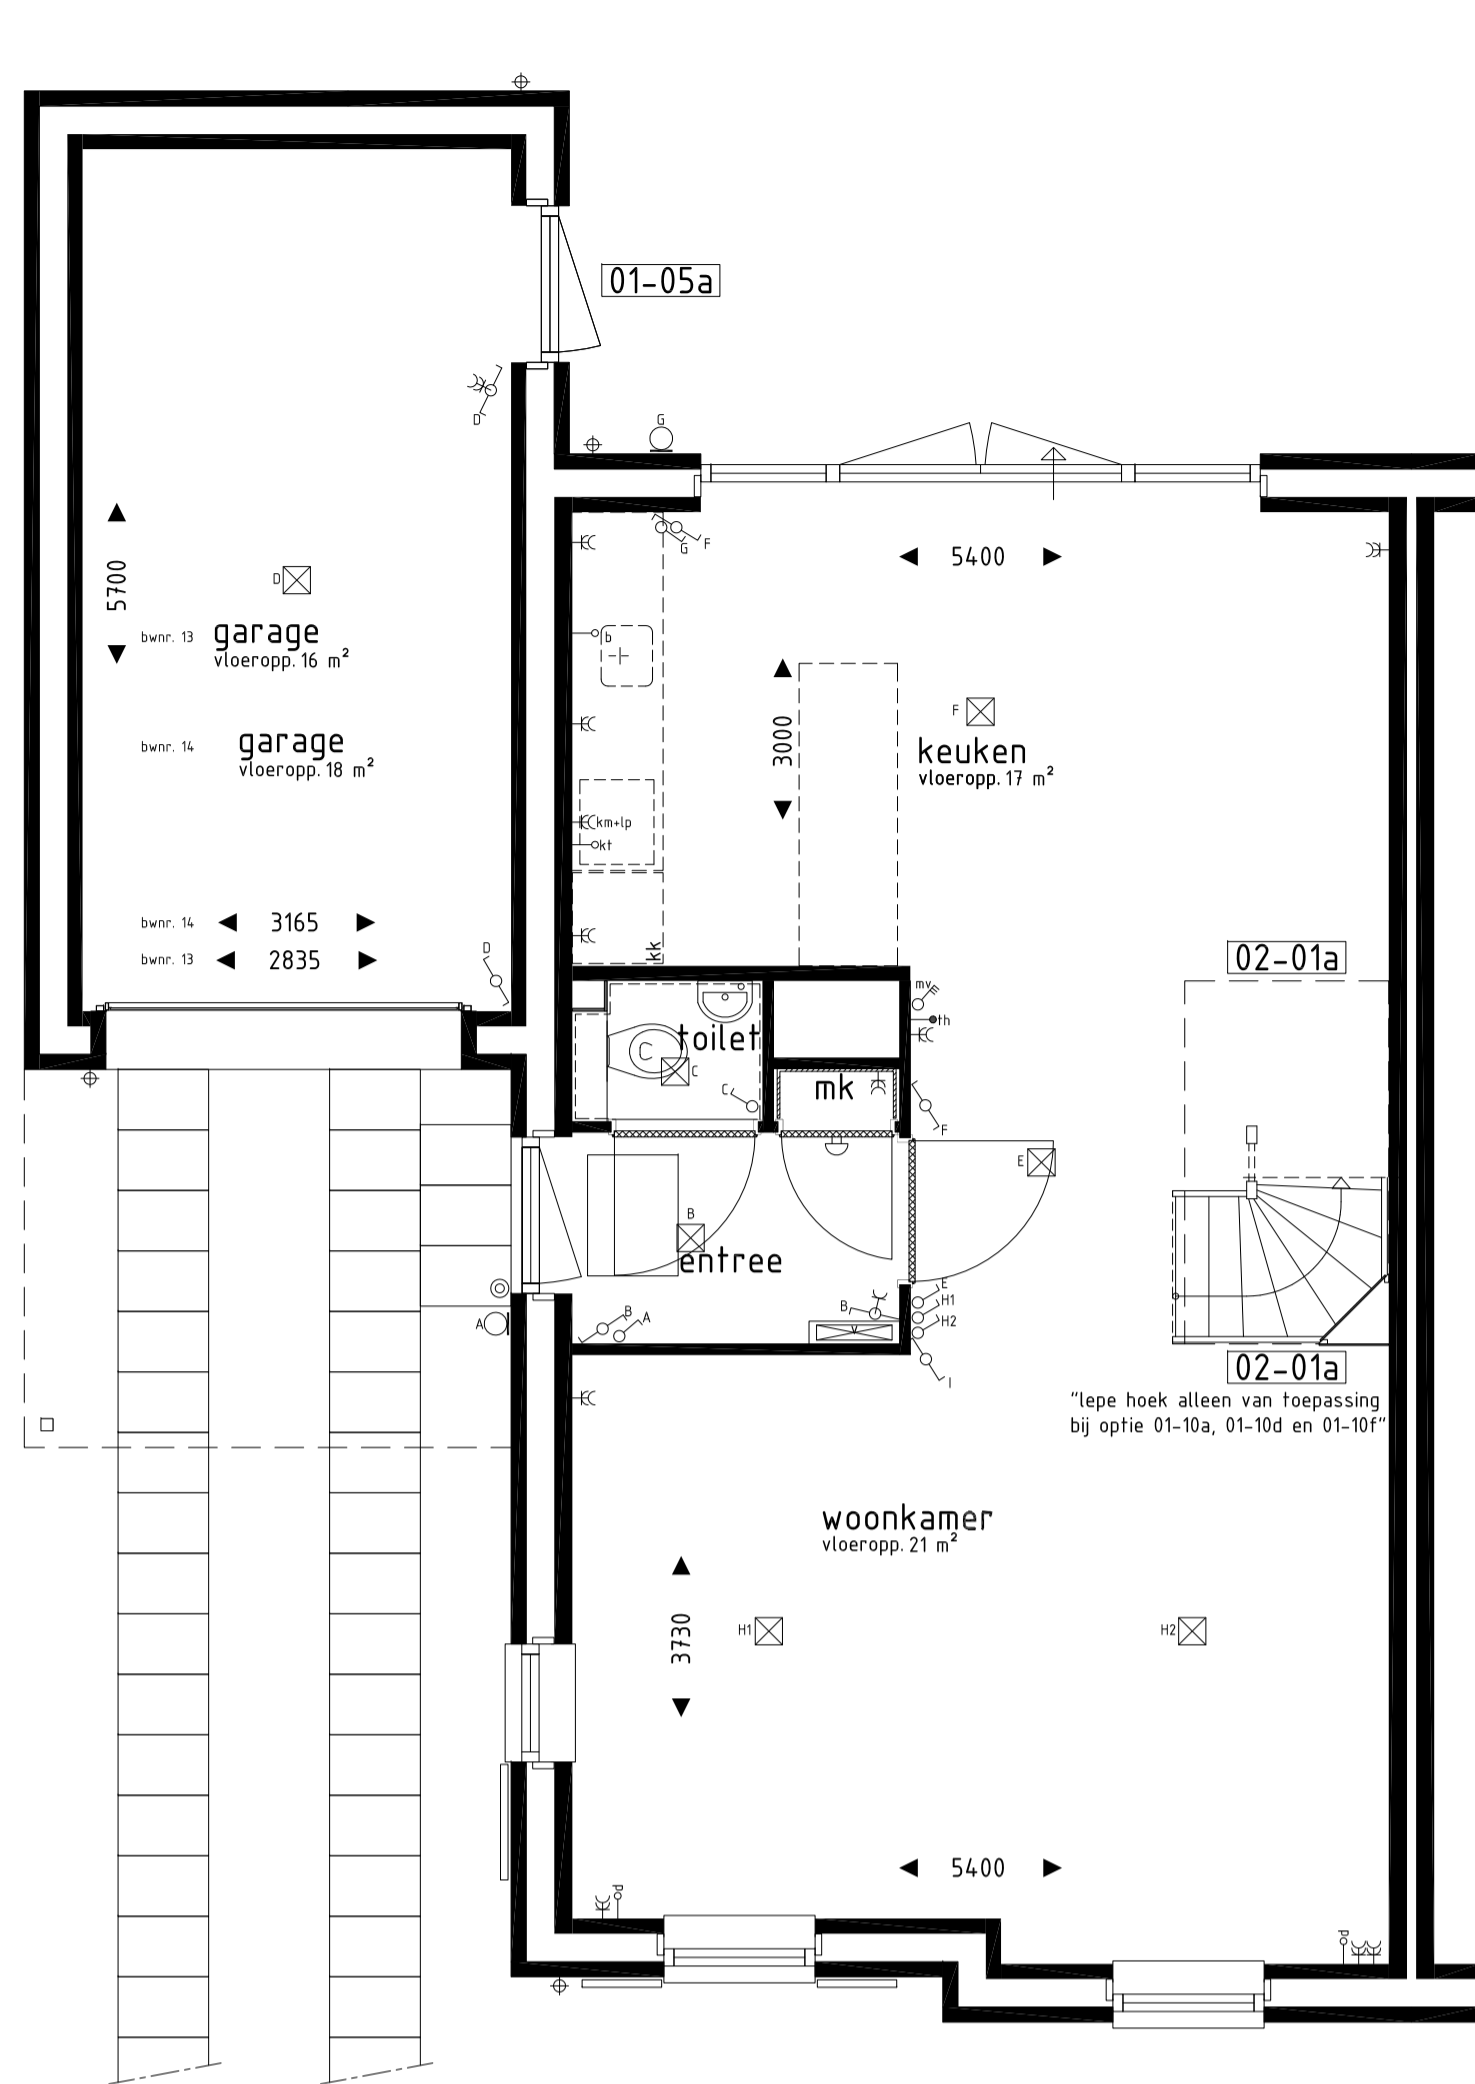 01-05a
G
D
G
F
5400
5700
D
bwnr. 13
garage
vloeropp. 16 m²
b
F
3000
keuken
vloeropp. 17 m²
bwnr. 14
garage
vloeropp. 18 m²
km+lp
kt
bwnr. 14
3165
bwnr. 13
2835
D
kk
02-01a
mv
th
toilet
C
C
mk
F
E
B
entree
E
B
H1
H2
B
A
A
V
I
02-01a
"Iepe hoek alleen van toepassing
bij optie 01-10a, 01-10d en 01-10f"
woonkamer
vloeropp. 21 m²
3730
H1
H2
5400
d
d